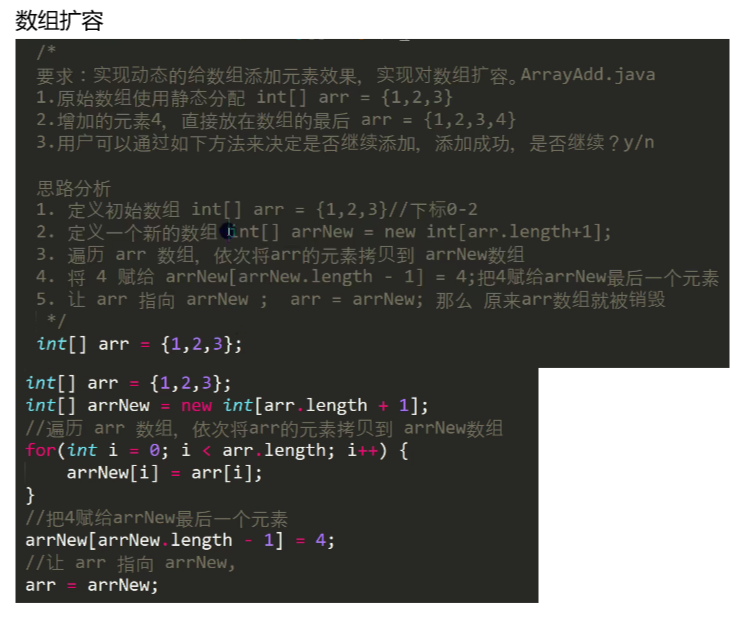 数组扩容
/*
要求：实现动态的给数组添加元素效果，实现对数组扩容。ArrayAdd.java
1.原始数组使用静态分配 int[] arr = {1,2,3}
2.增加的元素4，直接放在数组的最后 arr = {1,2,3,4}
3.用户可以通过如下方法来决定是否继续添加，添加成功，是否继续？y/n
思路分析
1. 定义初始数组 int[] arr = {1,2,3}//下标0-2
2. 定义一个新的数组 int[] arrNew = new int[arr.length+1];
3. 遍历 arr 数组，依次将arr的元素拷贝到 arrNew数组
4. 将 4 赋给 arrNew[arrNew.length - 1] = 4;把4赋给arrNew最后一个元素
5. 让 arr 指向 arrNew ; arr = arrNew; 那么 原来arr数组就被销毁
*/
int[] arr = {1,2,3};
int[] arr = {1,2,3};
int[] arrNew = new int[arr.length + 1];
//遍历 arr 数组，依次将arr的元素拷贝到 arrNew数组
for(int i = 0; i < arr.length; i++) {
arrNew[i] = arr[i];
}
//把4赋给arrNew最后一个元素
arrNew[arrNew.length - 1] = 4;
//让 arr 指向 arrNew,
arr = arrNew;